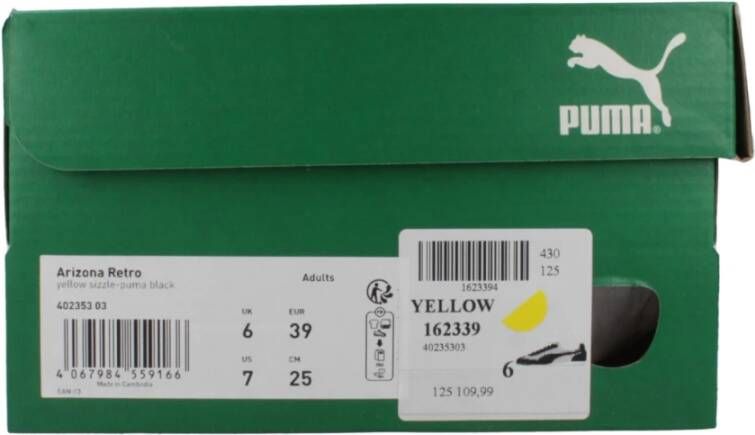 PUMA
Arizona Retro
yellow sizzle-puma black
Adults
402353 03
UK EUR
6 39
US CM
7 25
4 067984 559166
Made in Cambodia
430
125
1623394
YELLOW
162339
40235303
6
125 109,99